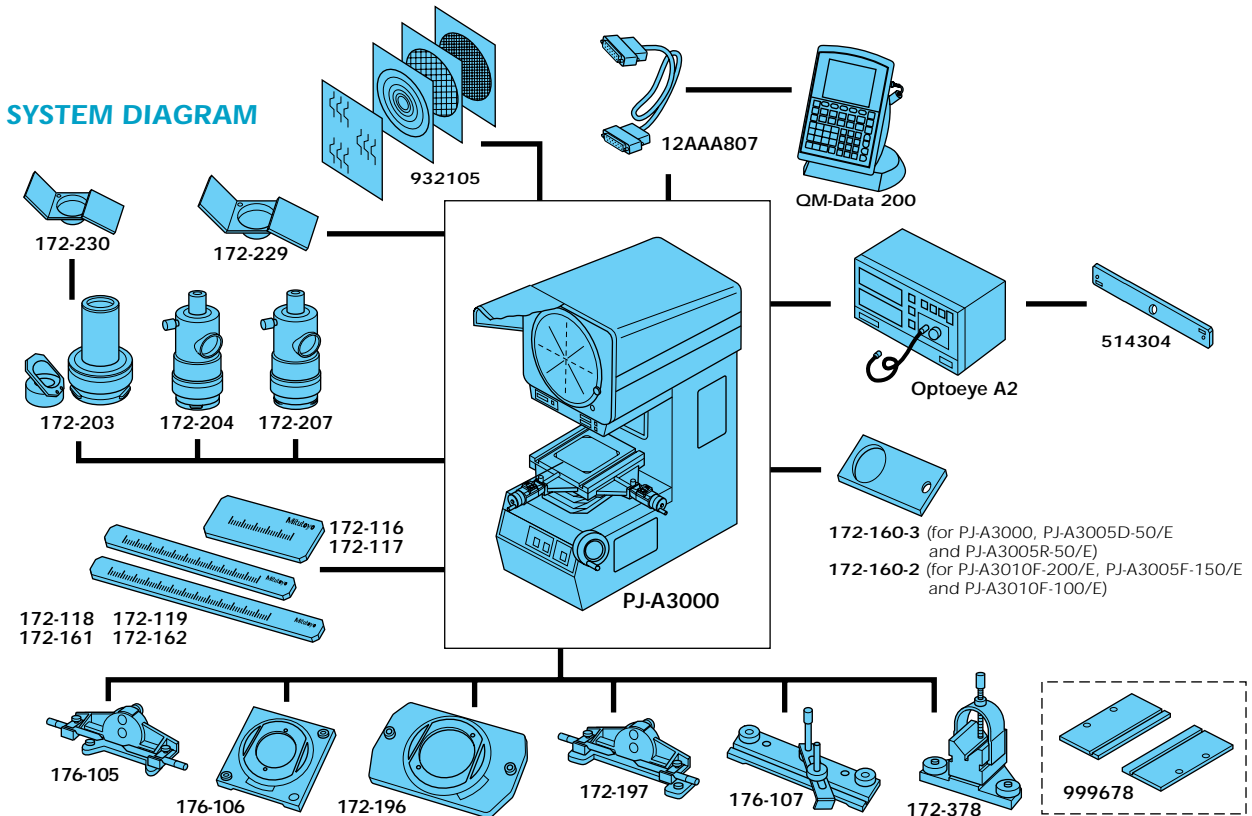 SYSTEM DIAGRAM
932105
12AAA807
QM-Data 200
172-230
172-229
514304
Optoeye A2
172-203
172-204
172-207
Mitutoyo
172-116
172-117
Mitutoyo
Mitutoyo
172-118 172-119
172-161 172-162
PJ-A3000
172-160-3 (for PJ-A3000, PJ-A3005D-50/E
and PJ-A3005R-50/E)
172-160-2 (for PJ-A3010F-200/E, PJ-A3005F-150/E
and PJ-A3010F-100/E)
176-105
176-106
172-196
172-197
176-107
172-378
999678